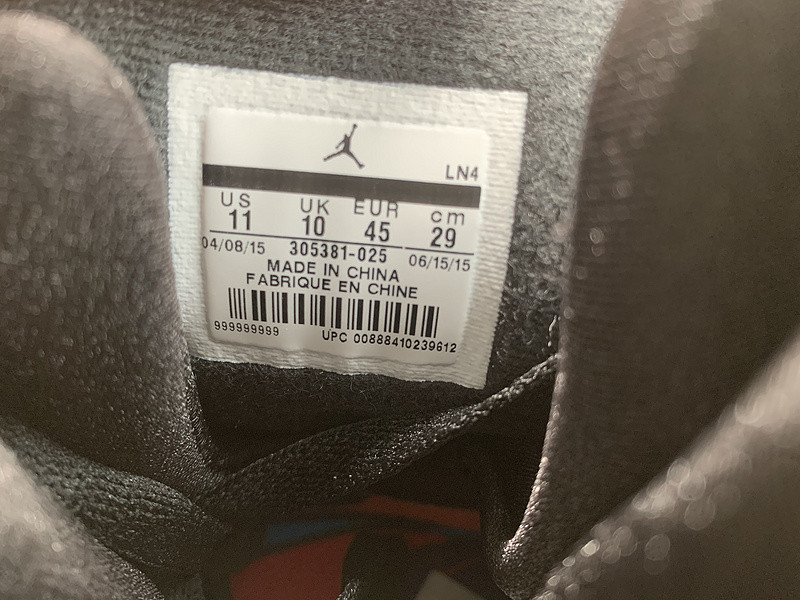 LN4
US UK EUR cm
11 10 45 29
04/08/15 305381-025 06/15/15
MADE IN CHINA
FABRIQUE EN CHINE
999999999 UPC 00888410239612